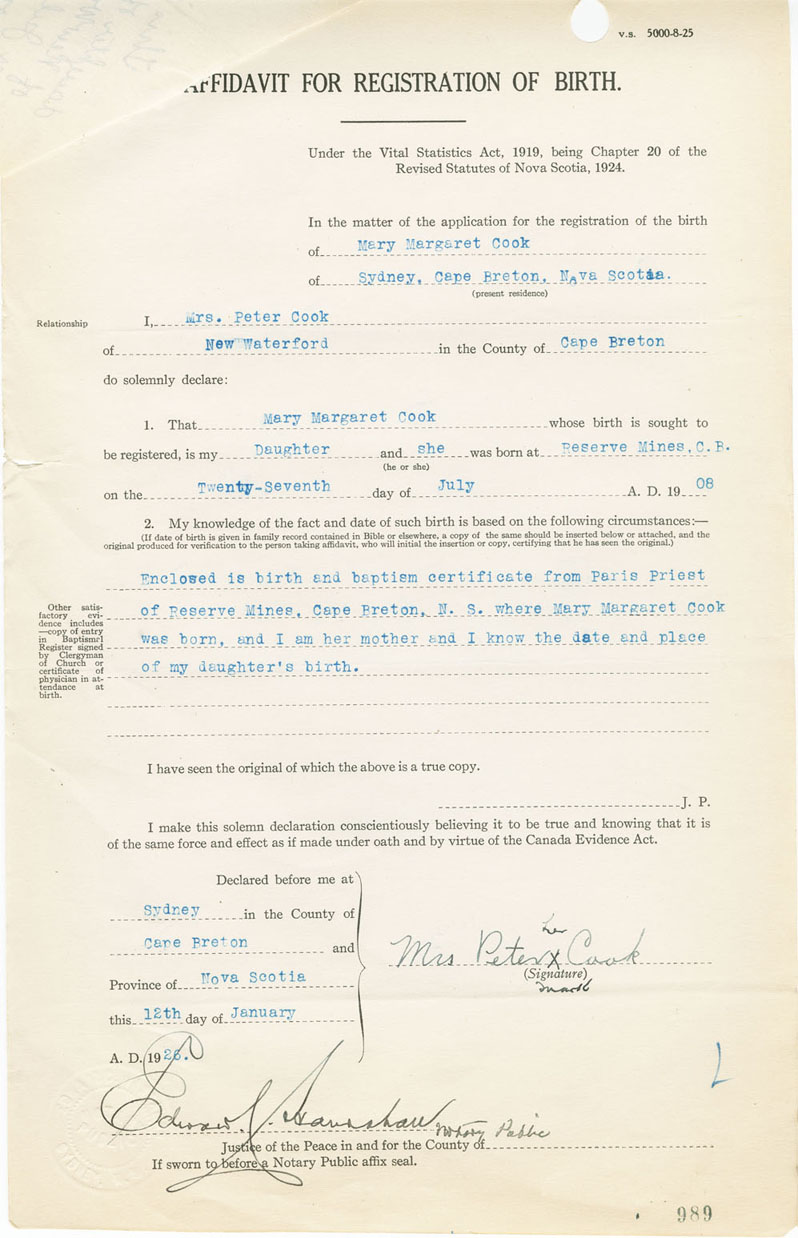 v.s. 5000-8-25
AFFIDAVIT FOR REGISTRATION OF BIRTH.
Under the Vital Statistics Act, 1919, being Chapter 20 of the
Revised Statutes of Nova Scotia, 1924.
In the matter of the application for the registration of the birth
of Mary Margaret Cook
of Sydney, Cape Breton, Nova Scotia.
(present residence)
Relationship
I, Mrs. Peter Cook
of New Waterford in the County of Cape Breton
do solemnly declare:
1. That Mary Margaret Cook whose birth is sought to
be registered, is my Daughter and she was born at Reserve Mines, C.B.
(he or she)
on the Twenty-Seventh day of July A. D. 19 08
2. My knowledge of the fact and date of such birth is based on the following circumstances:—
(If date of birth is given in family record contained in Bible or elsewhere, a copy of the same should be inserted below or attached, and the
original produced for verification to the person taking affidavit, who will initial the insertion or copy, certifying that he has seen the original.)
Enclosed is birth and baptism certificate from Paris Priest
of Reserve Mines, Cape Breton, N. S. where Mary Margaret Cook
was born, and I am her mother and I know the date and place
of my daughter's birth.
Other satis-
factory evi-
dence includes
—copy of entry
in Baptismrl
Register signed
by Clergyman
of Church or
certificate of
physician in at-
tendance at
birth.
I have seen the original of which the above is a true copy.
J. P.
I make this solemn declaration conscientiously believing it to be true and knowing that it is
of the same force and effect as if made under oath and by virtue of the Canada Evidence Act.
Declared before me at
Sydney in the County of
Cape Breton and
Province of Nova Scotia
this 12th day of January
A. D. 1926.
her
Mrs Peter X Cook
(Signature)
mark
Notary Public
Justice of the Peace in and for the County of
If sworn to before a Notary Public affix seal.
989